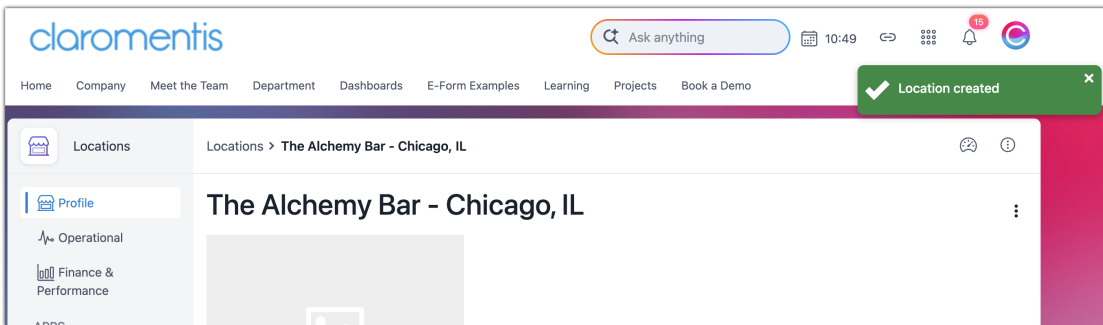 claromentis
Ask anything
10:49
15
Home Company Meet the Team Department Dashboards E-Form Examples Learning Projects Book a Demo
Location created
Locations
Locations > The Alchemy Bar - Chicago, IL
Profile
The Alchemy Bar - Chicago, IL
Operational
Finance &
Performance
APPS